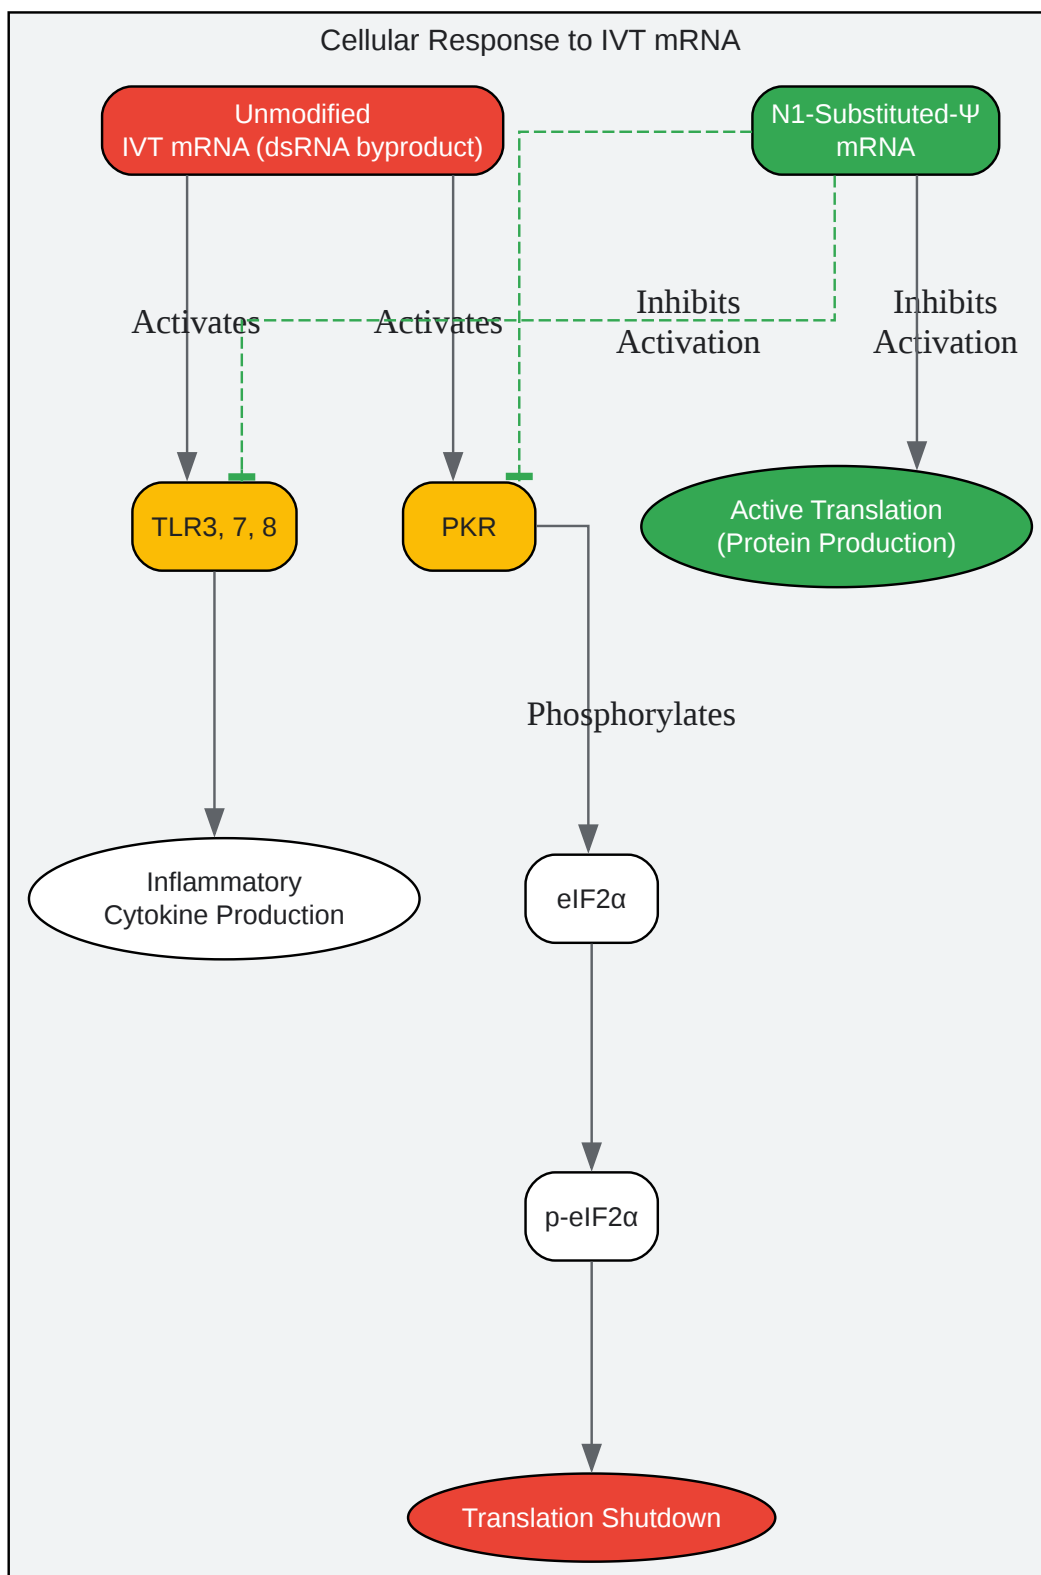 Cellular Response to IVT mRNA
Unmodified
IVT mRNA (dsRNA byproduct)
N1-Substituted-Ψ
mRNA
Activates
Activates
Inhibits
Activation
Inhibits
Activation
TLR3, 7, 8
PKR
Active Translation
(Protein Production)
Phosphorylates
Inflammatory
Cytokine Production
eIF2α
p-eIF2α
Translation Shutdown